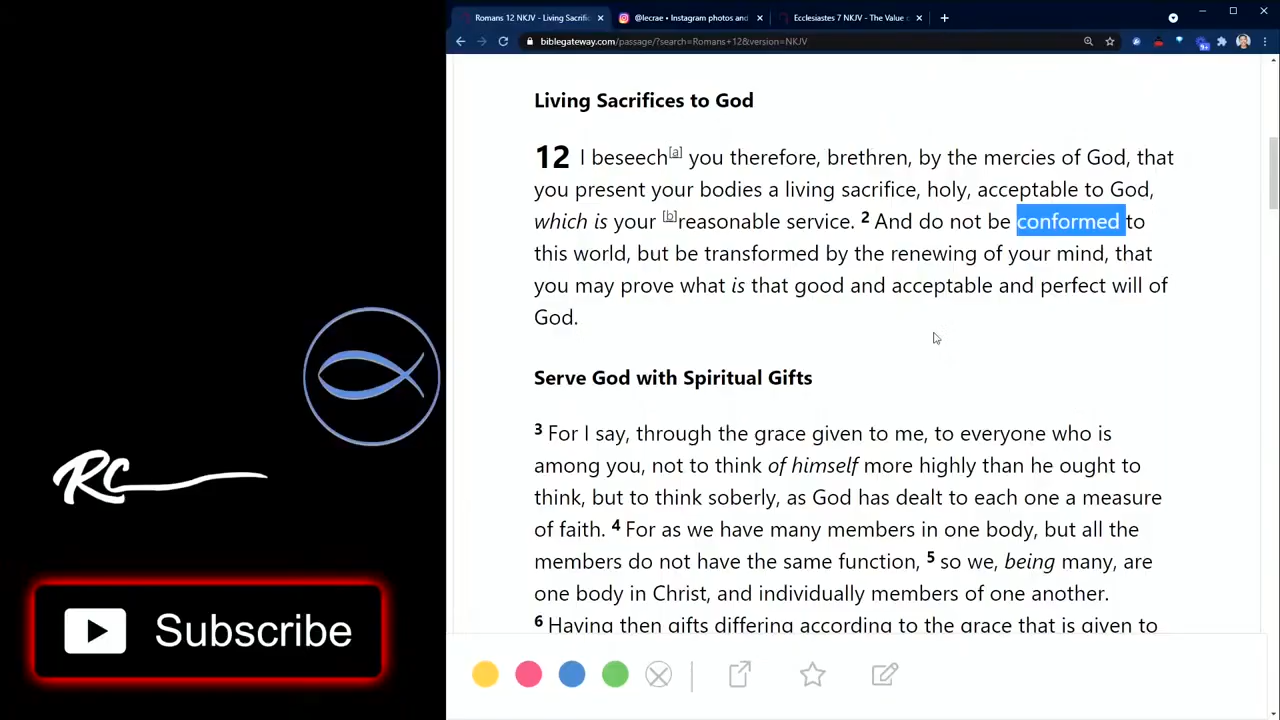 Romans 12 NKJV - Living Sacrific
@lecrae • Instagram photos and
Ecclesiastes 7 NKJV - The Value o
biblegateway.com/passage/?search=Romans+12&version=NKJV
Living Sacrifices to God
12 I beseech[a] you therefore, brethren, by the mercies of God, that
you present your bodies a living sacrifice, holy, acceptable to God,
which is your [b]reasonable service. 2 And do not be conformed to
this world, but be transformed by the renewing of your mind, that
you may prove what is that good and acceptable and perfect will of
God.
Serve God with Spiritual Gifts
3 For I say, through the grace given to me, to everyone who is
among you, not to think of himself more highly than he ought to
think, but to think soberly, as God has dealt to each one a measure
of faith. 4 For as we have many members in one body, but all the
members do not have the same function, 5 so we, being many, are
one body in Christ, and individually members of one another.
6 Having then gifts differing according to the grace that is given to
RC
Subscribe